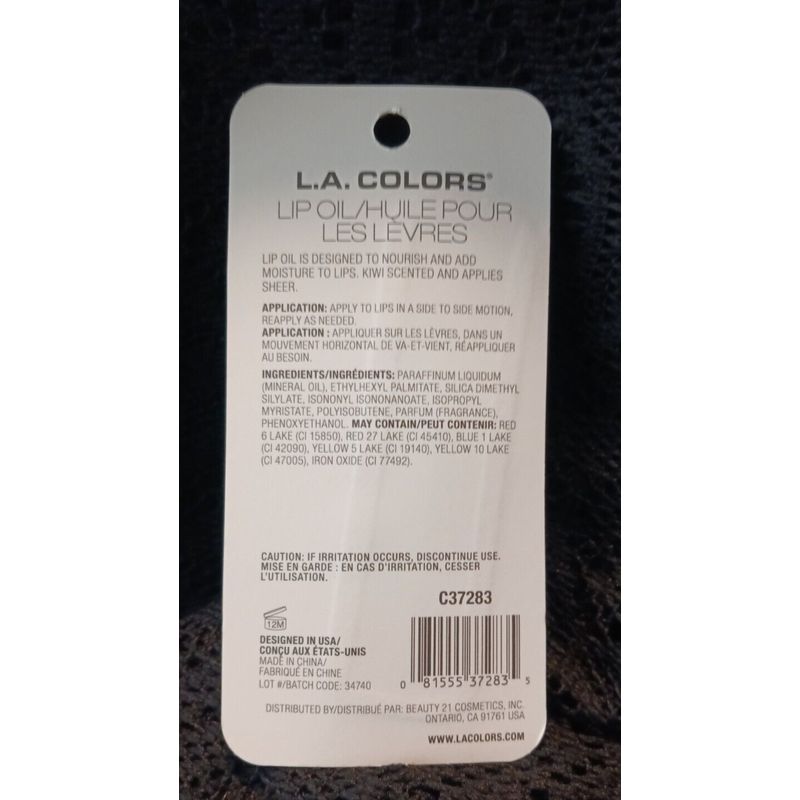 L.A. COLORS®
LIP OIL/HUILE POUR
LES LÈVRES
LIP OIL IS DESIGNED TO NOURISH AND ADD
MOISTURE TO LIPS. KIWI SCENTED AND APPLIES
SHEER.
APPLICATION: APPLY TO LIPS IN A SIDE TO SIDE MOTION,
REAPPLY AS NEEDED.
APPLICATION : APPLIQUER SUR LES LÈVRES, DANS UN
MOUVEMENT HORIZONTAL DE VA-ET-VIENT, RÉAPPLIQUER
AU BESOIN.
INGREDIENTS/INGRÉDIENTS: PARAFFINUM LIQUIDUM
(MINERAL OIL), ETHYLHEXYL PALMITATE, SILICA DIMETHYL
SILYLATE, ISONONYL ISONONANOATE, ISOPROPYL
MYRISTATE, POLYISOBUTENE, PARFUM (FRAGRANCE),
PHENOXYETHANOL. MAY CONTAIN/PEUT CONTENIR: RED
6 LAKE (CI 15850), RED 27 LAKE (CI 45410), BLUE 1 LAKE
(CI 42090), YELLOW 5 LAKE (CI 19140), YELLOW 10 LAKE
(CI 47005), IRON OXIDE (CI 77492).
CAUTION: IF IRRITATION OCCURS, DISCONTINUE USE.
MISE EN GARDE : EN CAS D'IRRITATION, CESSER
L'UTILISATION.
C37283
12M
DESIGNED IN USA/
CONÇU AUX ÉTATS-UNIS
MADE IN CHINA/
FABRIQUÉ EN CHINE
LOT #/BATCH CODE: 34740
0 81555 37283 5
DISTRIBUTED BY/DISTRIBUÉ PAR: BEAUTY 21 COSMETICS, INC.
ONTARIO, CA 91761 USA
WWW.LACOLORS.COM